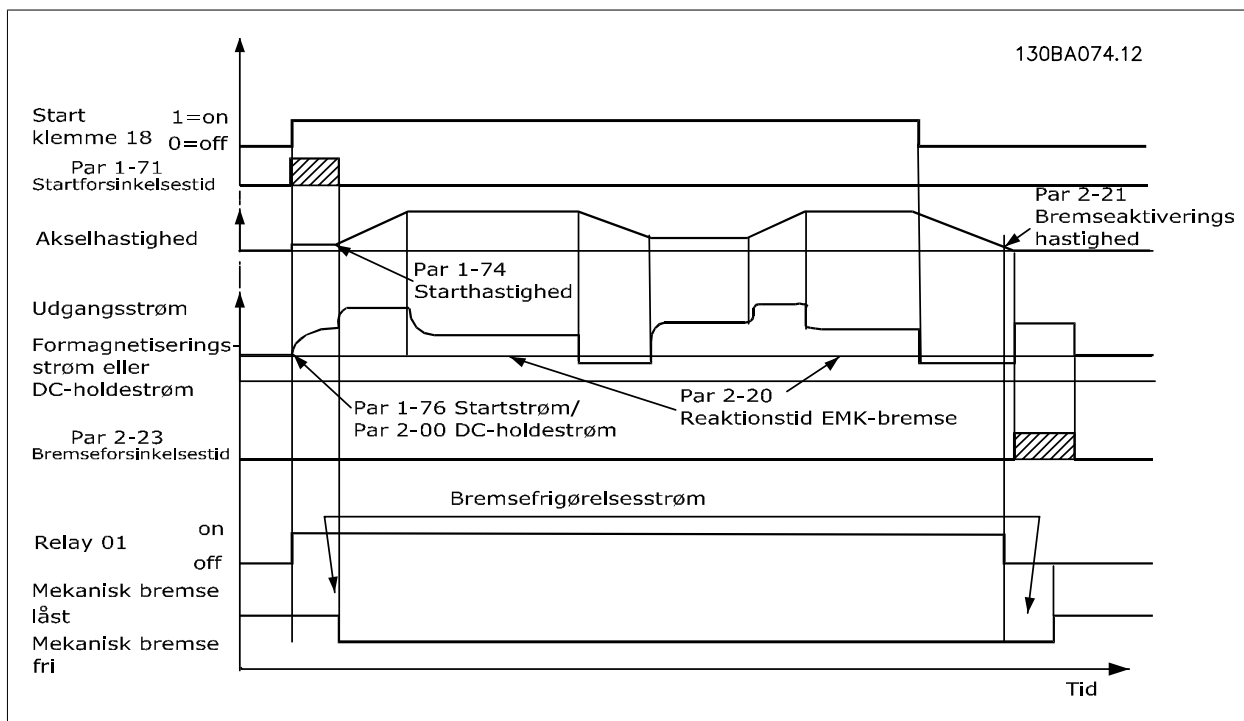 130BA074.12
Start 1=on
klemme 18 0=off
Par 1-71
Startforsinkelsestid
Par 2-21
Bremseaktiverings
hastighed
Akselhastighed
Par 1-74
Starthastighed
Udgangsstrøm
Formagnetiserings-
strøm eller
DC-holdestrøm
Par 1-76 Startstrøm/
Par 2-00 DC-holdestrøm
Par 2-20
Reaktionstid EMK-bremse
Par 2-23
Bremseforsinkelsestid
Bremsefrigørelsesstrøm
on
Relay 01
off
Mekanisk bremse
låst
Mekanisk bremse
fri
Tid